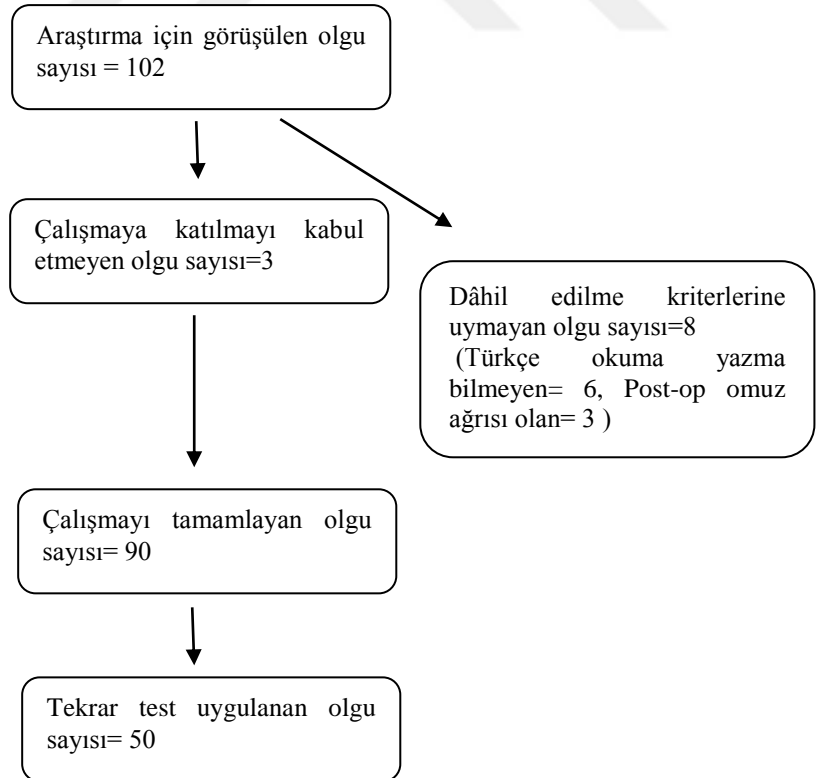 Araştırma için görüşülen olgu
sayısı = 102
Çalışmaya katılmayı kabul
etmeyen olgu sayısı=3
Dâhil edilme kriterlerine
uymayan olgu sayısı=8
(Türkçe okuma yazma
bilmeyen= 6, Post-op omuz
ağrısı olan= 3 )
Çalışmayı tamamlayan olgu
sayısı= 90
Tekrar test uygulanan olgu
sayısı= 50